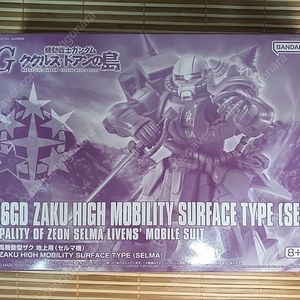 機動戦士ガンダム
G ククルス・ドアンの島
BANDAI
6GD ZAKU HIGH MOBILITY SURFACE TYPE (SE
PALITY OF ZEON SELMA LIVENS' MOBILE SUIT
高機動型ザク 地上用（セルマ機）
ZAKU HIGH MOBILITY SURFACE TYPE (SELMA)
8+